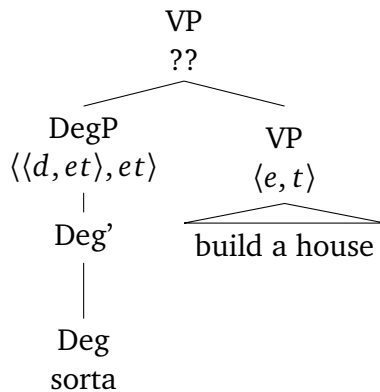 VP
??
DegP
⟨⟨d, et⟩, et⟩
VP
⟨e, t⟩
Deg’
build a house
Deg
sorta